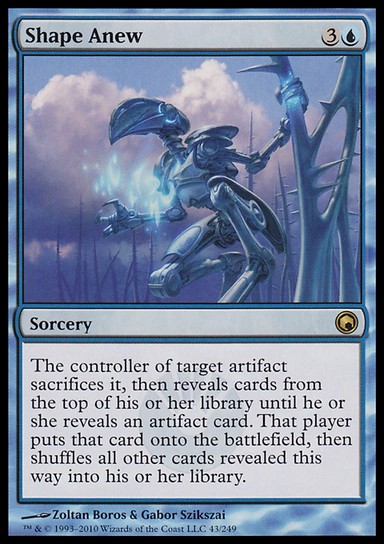 Shape Anew 3
Sorcery
The controller of target artifact
sacrifices it, then reveals cards from
the top of his or her library until he or
she reveals an artifact card. That player
puts that card onto the battlefield, then
shuffles all other cards revealed this
way into his or her library.
Zoltan Boros & Gabor Szikszai
™ & © 1993–2010 Wizards of the Coast LLC 43/249